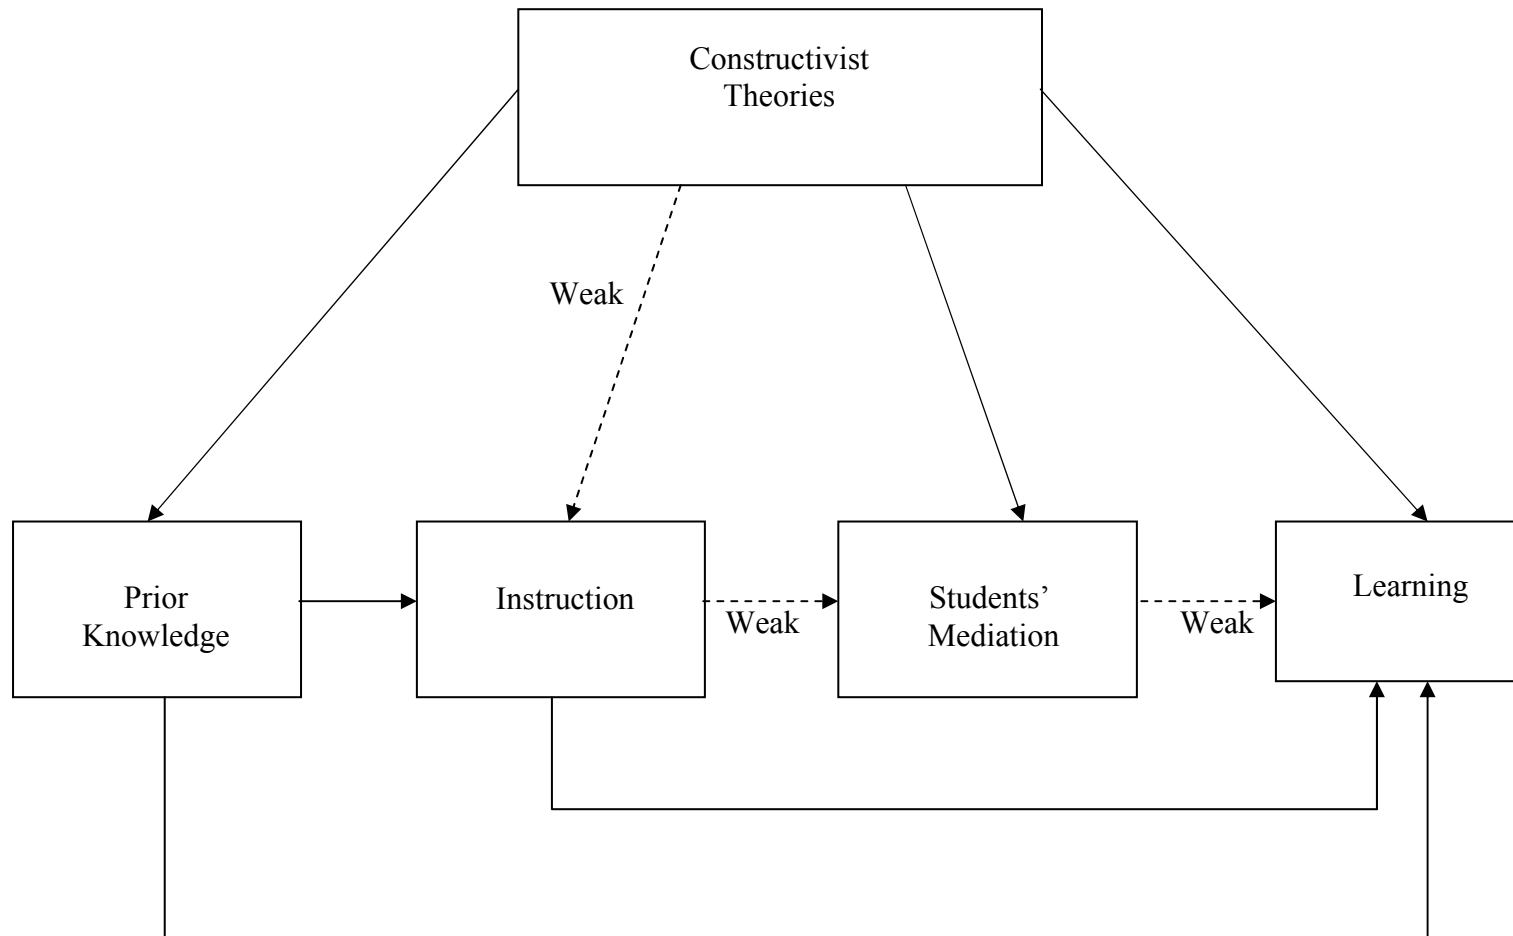 Constructivist
Theories
Weak
Prior
Knowledge
Instruction
Weak
Students’
Mediation
Weak
Learning